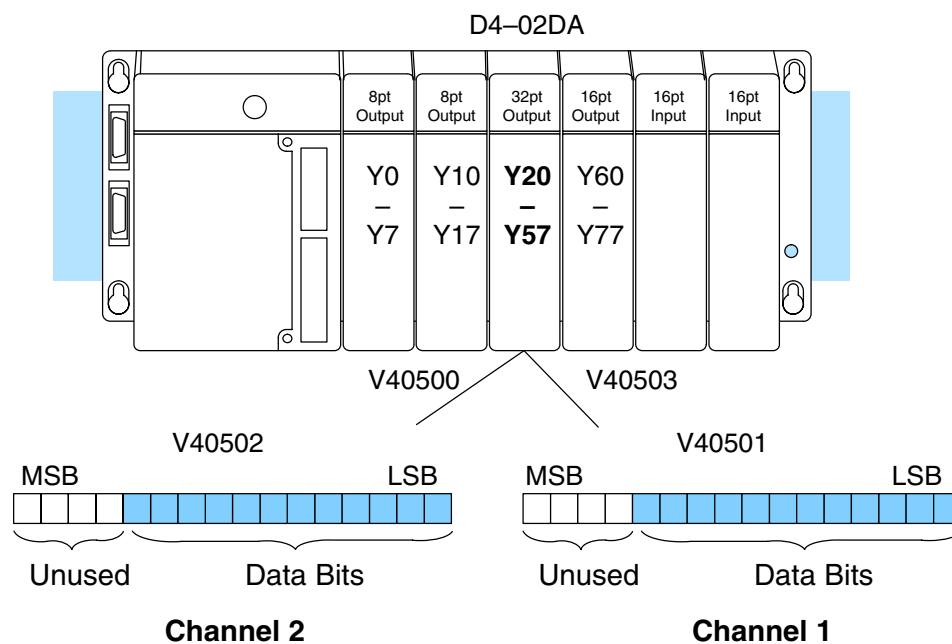 D4–02DA
8pt Output
8pt Output
32pt Output
16pt Output
16pt Input
16pt Input
Y0 – Y7
Y10 – Y17
Y20 – Y57
Y60 – Y77
V40500
V40503
V40502
MSB LSB
Unused Data Bits
Channel 2
V40501
MSB LSB
Unused Data Bits
Channel 1